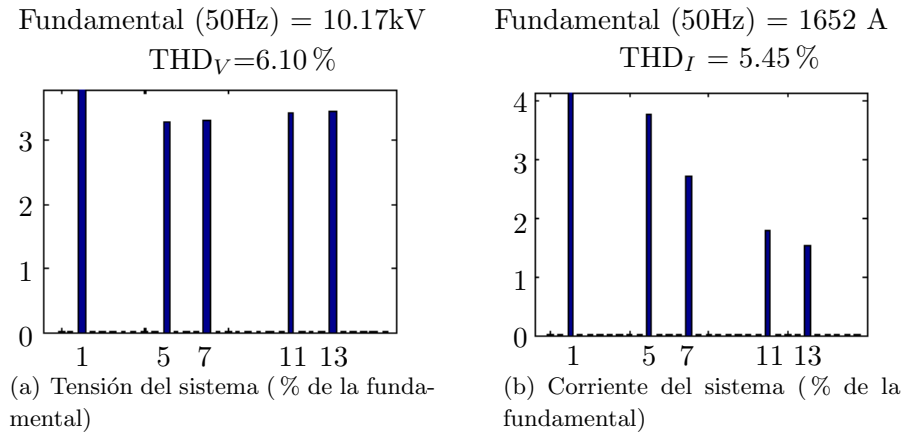 Fundamental (50Hz) = 10.17kV
THD_V=6.10 %
3
2
1
0
1 5 7 11 13
(a) Tensión del sistema ( % de la funda-
mental)
Fundamental (50Hz) = 1652 A
THD_I = 5.45 %
4
3
2
1
0
1 5 7 11 13
(b) Corriente del sistema ( % de la
fundamental)